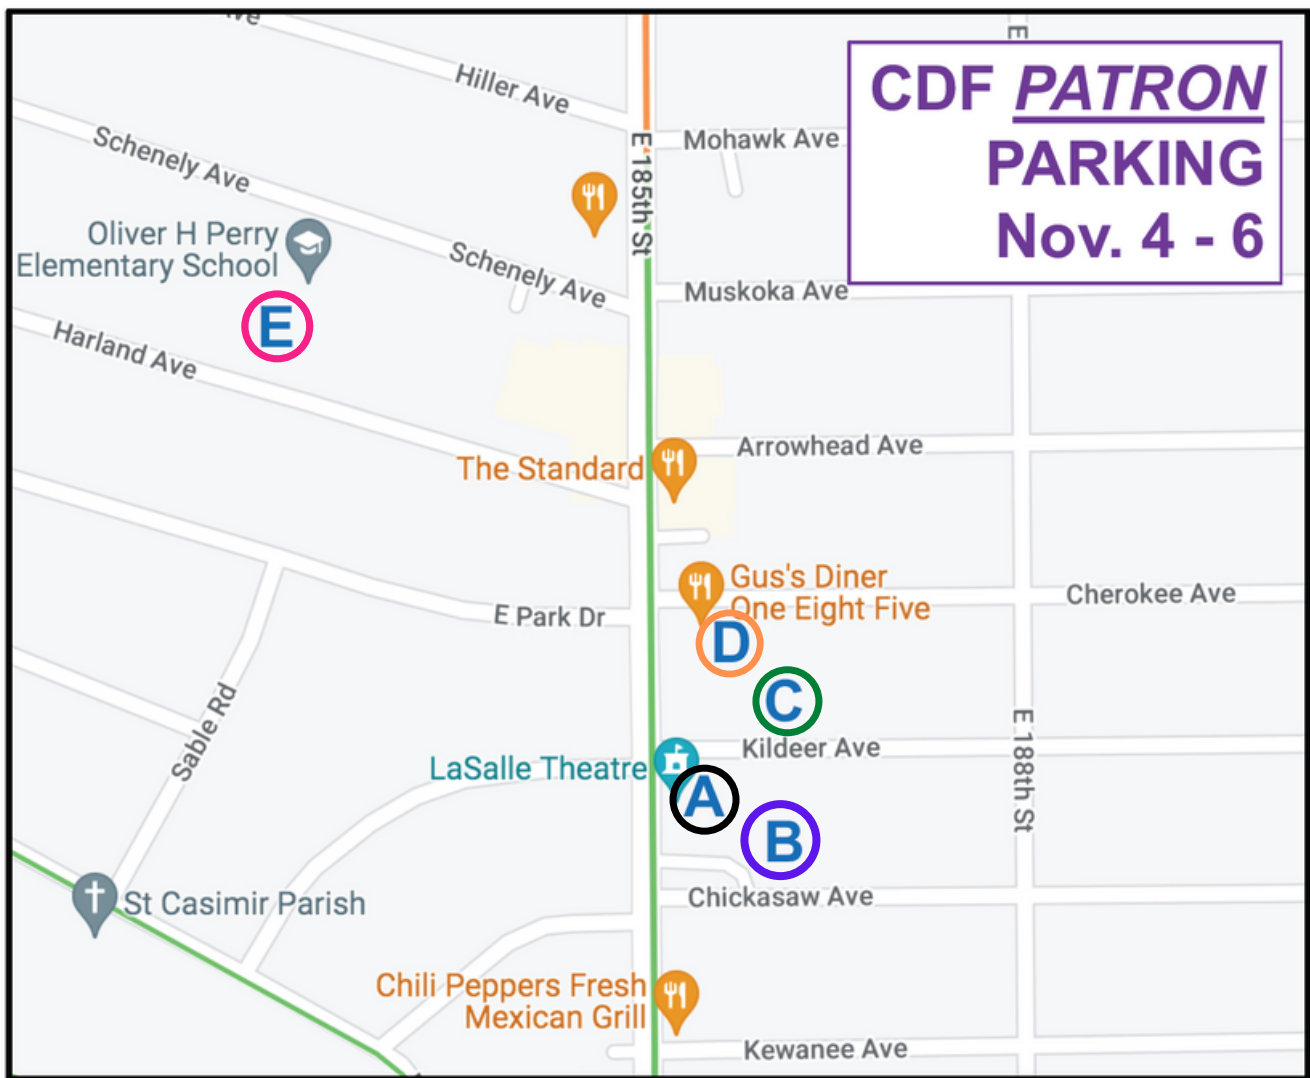 ve
Hiller Ave
E
CDF PATRON
PARKING
Nov. 4 - 6
Schenely Ave
E 185th St
Mohawk Ave
Oliver H Perry
Elementary School
Schenely Ave
Muskoka Ave
E
Harland Ave
The Standard
Arrowhead Ave
Gus's Diner
One Eight Five
Cherokee Ave
E Park Dr
D
C
Sable Rd
LaSalle Theatre
Kildeer Ave
E 188th St
A
B
St Casimir Parish
Chickasaw Ave
Chili Peppers Fresh
Mexican Grill
Kewanee Ave